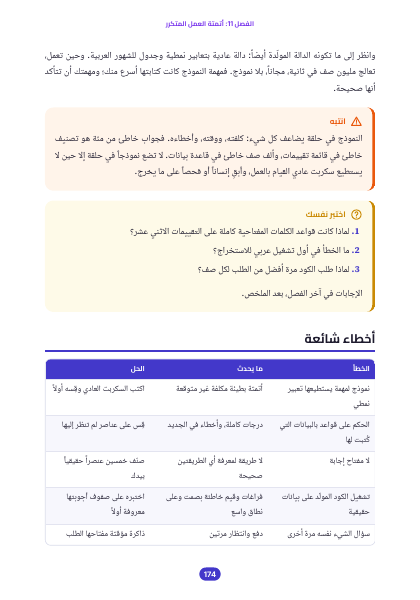 الفصل 11: أتمتة العمل المتكرر
وانظر إلى ما تكونه الدالة المولّدة أيضاً: دالة عادية بتعابير نمطية وجدول للشهور العربية. وحين تعمل،
تعالج مليون صف في ثانية، مجاناً، بلا نموذج. فمهمة النموذج كانت كتابتها أسرع منك؛ ومهمتك أن تتأكد
أنها صحيحة.
انتبه
النموذج في حلقة يضاعف كل شيء: كلفته، ووقته، وأخطاءه. فجواب خاطئ من مئة هو تصنيف
خاطئ في قائمة تقييمات، وألف صف خاطئ في قاعدة بيانات. لا تضع نموذجاً في حلقة إلا حين لا
يستطيع سكربت عادي القيام بالعمل، وأبقِ إنساناً أو فحصاً على ما يخرج.
اختبر نفسك
1. لماذا كانت قواعد الكلمات المفتاحية كاملة على التقييمات الاثني عشر؟
2. ما الخطأ في أول تشغيل عربي للاستخراج؟
3. لماذا طلب الكود مرة أفضل من الطلب لكل صف؟
الإجابات في آخر الفصل، بعد الملخص.
أخطاء شائعة
الخطأ ما يحدث الحل
نموذج لمهمة يستطيعها تعبير أتمتة بطيئة مكلفة غير متوقعة اكتب السكربت العادي وقِسه أولاً
نمطي
الحكم على قواعد بالبيانات التي درجات كاملة، وأخطاء في الجديد قِس على عناصر لم تنظر إليها
كُتبت لها
لا مفتاح إجابة لا طريقة لمعرفة أي الطريقتين صنّف خمسين عنصراً حقيقياً
صحيحة بيدك
تشغيل الكود المولّد على بيانات فراغات وقيم خاطئة بصمت وعلى اختبره على صفوف أجوبتها
حقيقية نطاق واسع معروفة أولاً
سؤال الشيء نفسه مرة أخرى دفع وانتظار مرتين ذاكرة مؤقتة مفتاحها الطلب
174